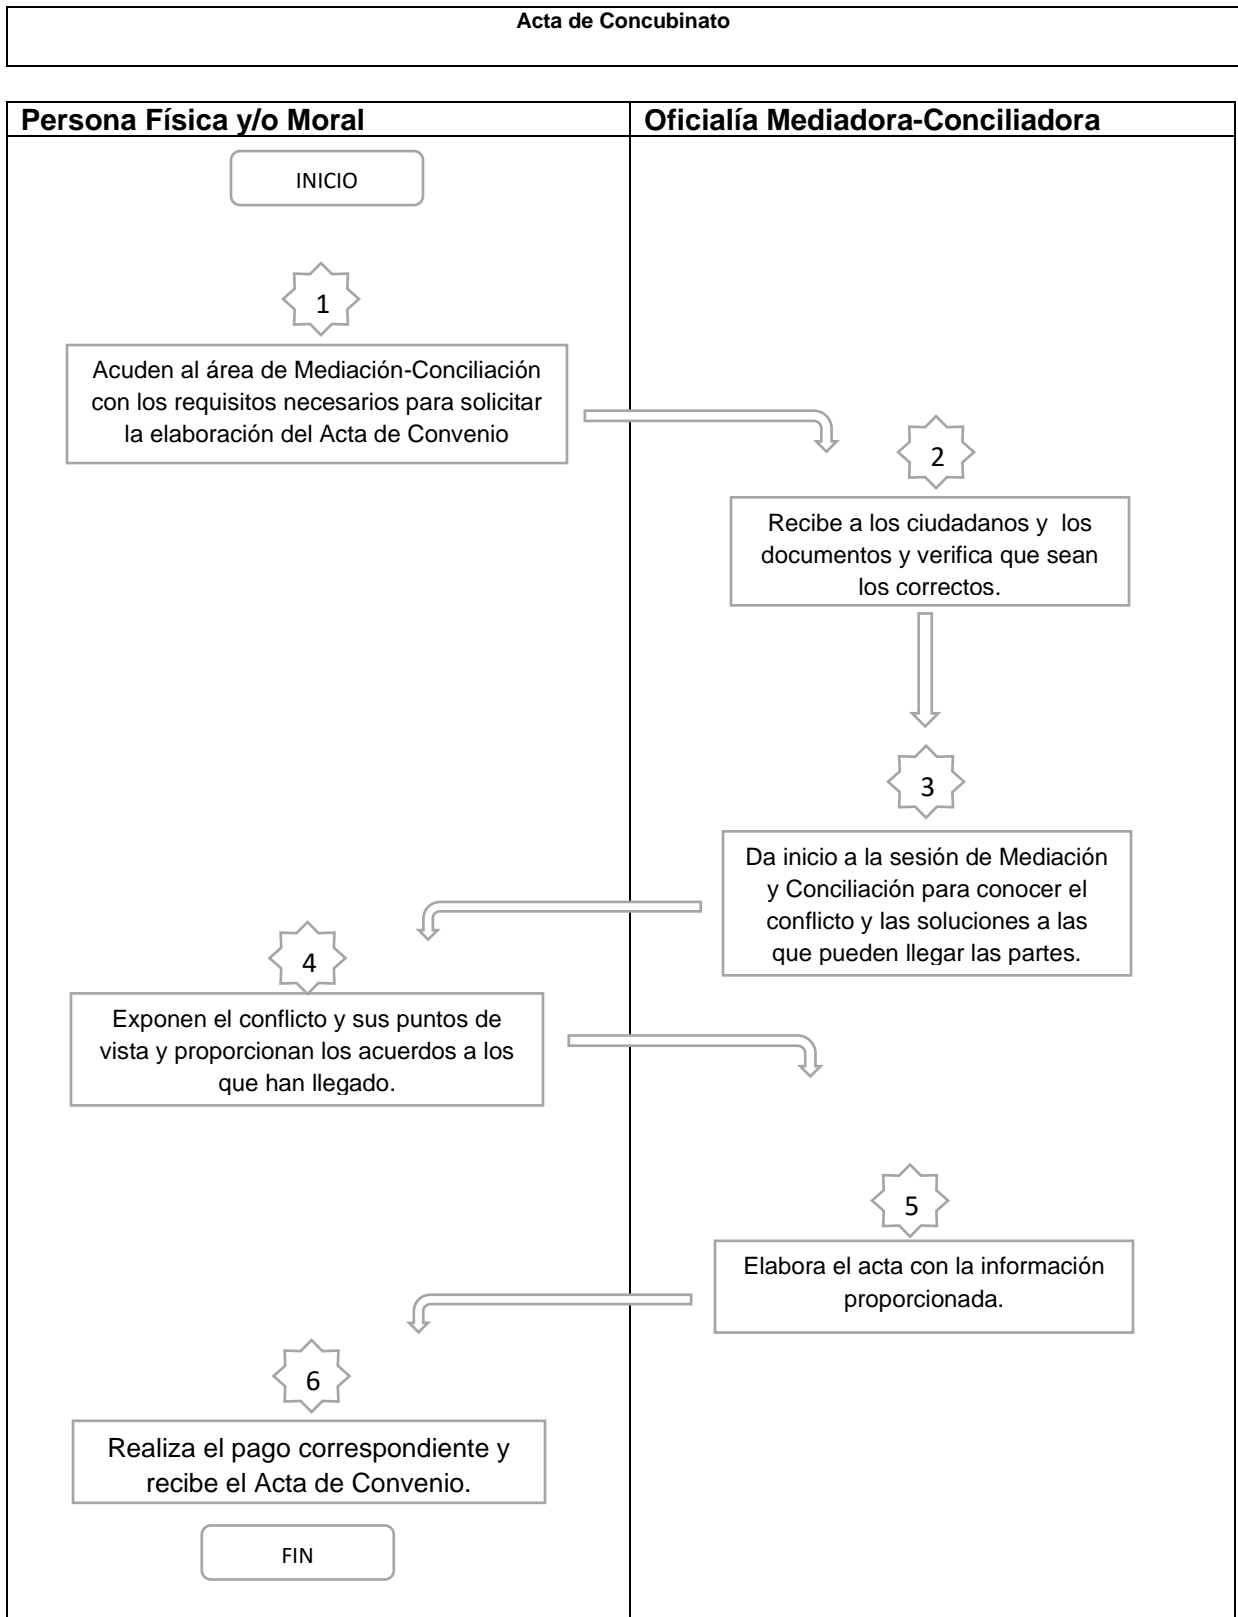 Acta de Concubinato
Persona Física y/o Moral
Oficialía Mediadora-Conciliadora
INICIO
1
Acuden al área de Mediación-Conciliación
con los requisitos necesarios para solicitar
la elaboración del Acta de Convenio
2
Recibe a los ciudadanos y  los
documentos y verifica que sean
los correctos.
3
Da inicio a la sesión de Mediación
y Conciliación para conocer el
conflicto y las soluciones a las
que pueden llegar las partes.
4
Exponen el conflicto y sus puntos de
vista y proporcionan los acuerdos a los
que han llegado.
5
Elabora el acta con la información
proporcionada.
6
Realiza el pago correspondiente y
recibe el Acta de Convenio.
FIN